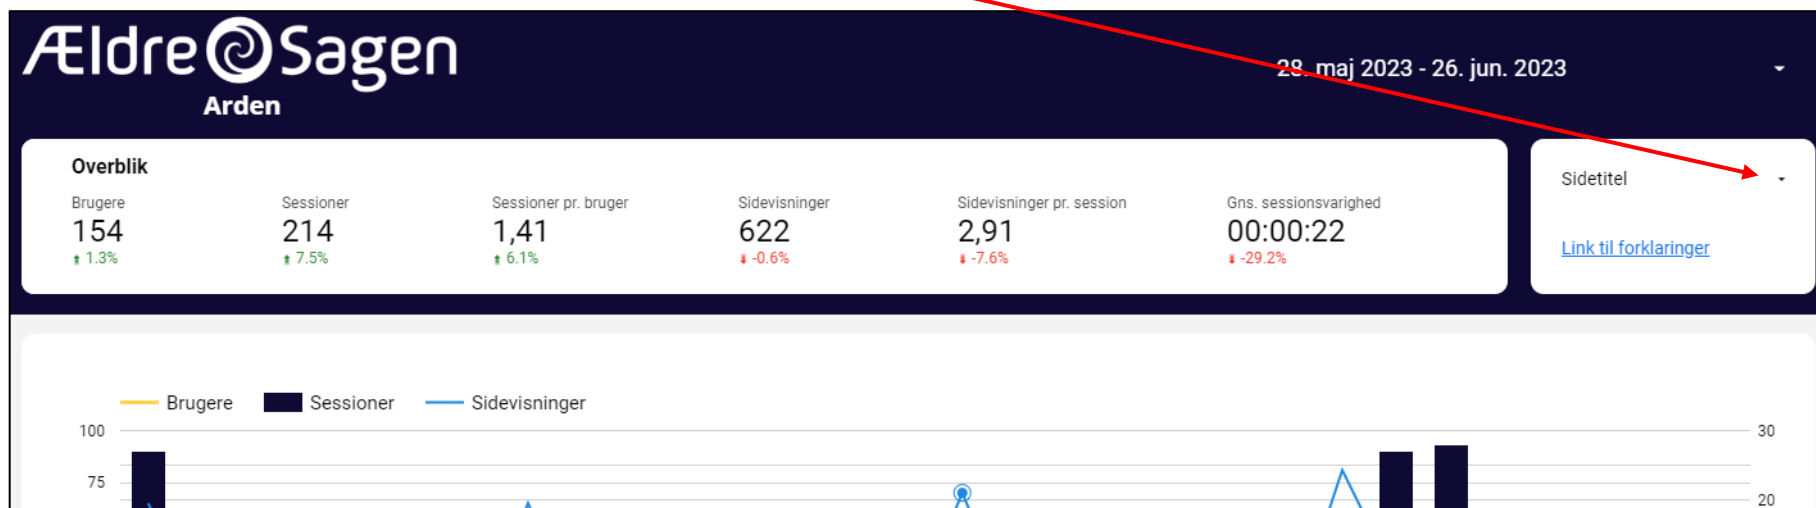 ÆldreSagen
Arden
28. maj 2023 - 26. jun. 2023
Overblik
Brugere
154
1.3%
Sessioner
214
7.5%
Sessioner pr. bruger
1,41
6.1%
Sidevisninger
622
-0.6%
Sidevisninger pr. session
2,91
-7.6%
Gns. sessionsvarighed
00:00:22
-29.2%
Sidetitel
Link til forklaringer
Brugere Sessioner Sidevisninger
100 30
75
20